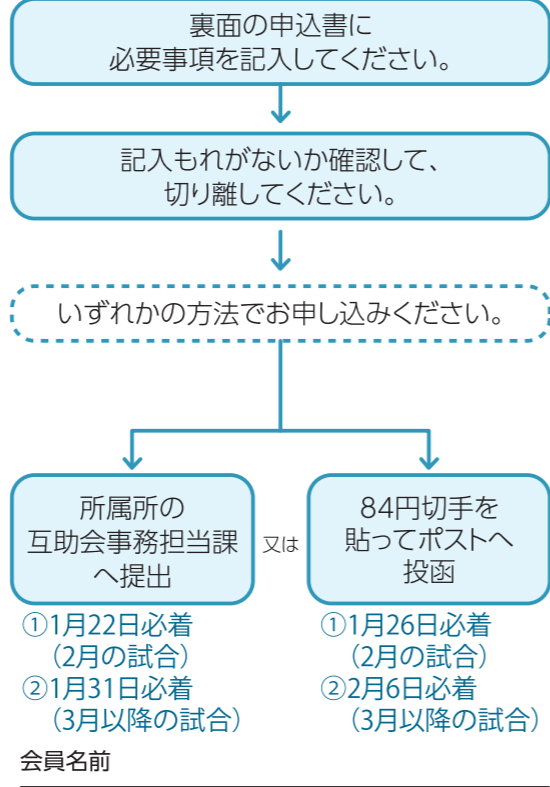 裏面の申込書に
必要事項を記入してください。
記入もれがないか確認して、
切り離してください。
いずれかの方法でお申し込みください。
所属所の
互助会事務担当課
へ提出
又は
84円切手を
貼ってポストへ
投函
①1月22日必着
（2月の試合）
②1月31日必着
（3月以降の試合）
①1月26日必着
（2月の試合）
②2月6日必着
（3月以降の試合）
会員名前